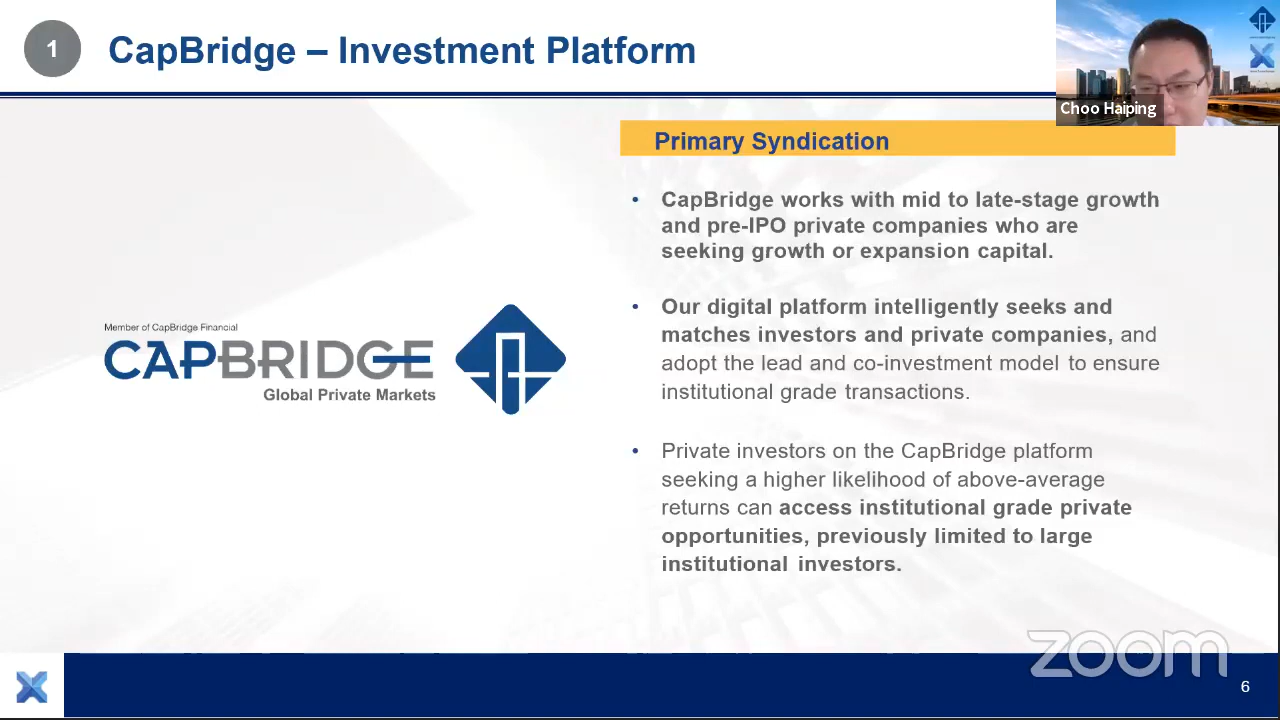 1
CapBridge – Investment Platform
Choo Haiping
Primary Syndication
• CapBridge works with mid to late-stage growth
and pre-IPO private companies who are
seeking growth or expansion capital.
• Our digital platform intelligently seeks and
matches investors and private companies, and
adopt the lead and co-investment model to ensure
institutional grade transactions.
• Private investors on the CapBridge platform
seeking a higher likelihood of above-average
returns can access institutional grade private
opportunities, previously limited to large
institutional investors.
Member of CapBridge Financial
CAPBRIDGE
Global Private Markets
zoom
6